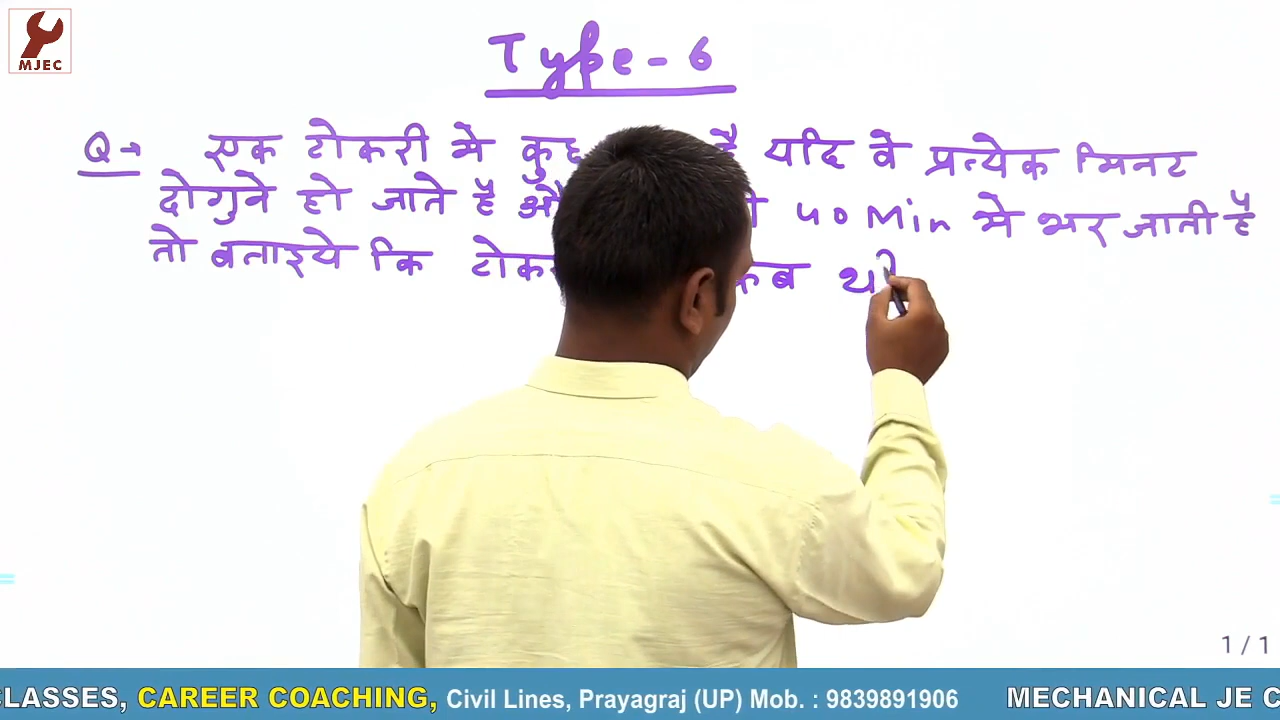 MJEC
Type - 6
Q→ एक टोकरी मे कुछ है यदि वे प्रत्येक मिनट
दोगुने हो जाते है 40 Min मे भर जाती है
तो बताइये कि कब थी
1 / 1
CLASSES, CAREER COACHING, Civil Lines, Prayagraj (UP) Mob. : 9839891906 MECHANICAL JE C